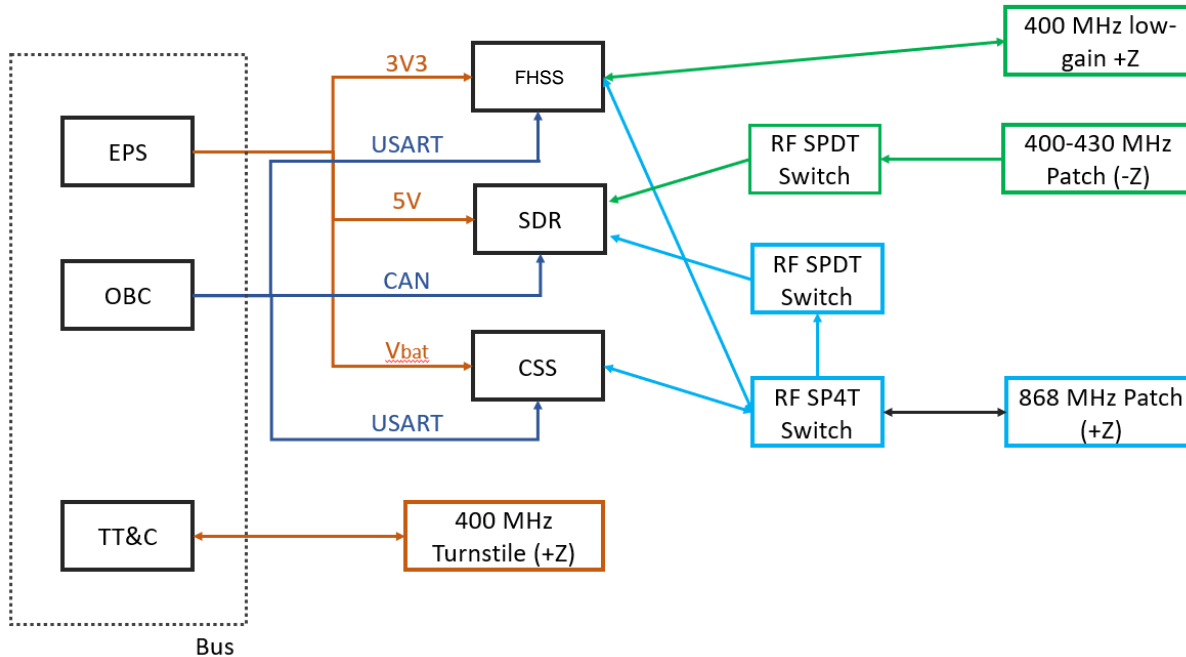 400 MHz low-
gain +Z
3V3
FHSS
EPS
USART
RF SPDT
Switch
400-430 MHz
Patch (-Z)
5V
SDR
RF SPDT
Switch
OBC
CAN
Vbat
CSS
RF SP4T
Switch
868 MHz Patch
(+Z)
USART
TT&C
400 MHz
Turnstile (+Z)
Bus